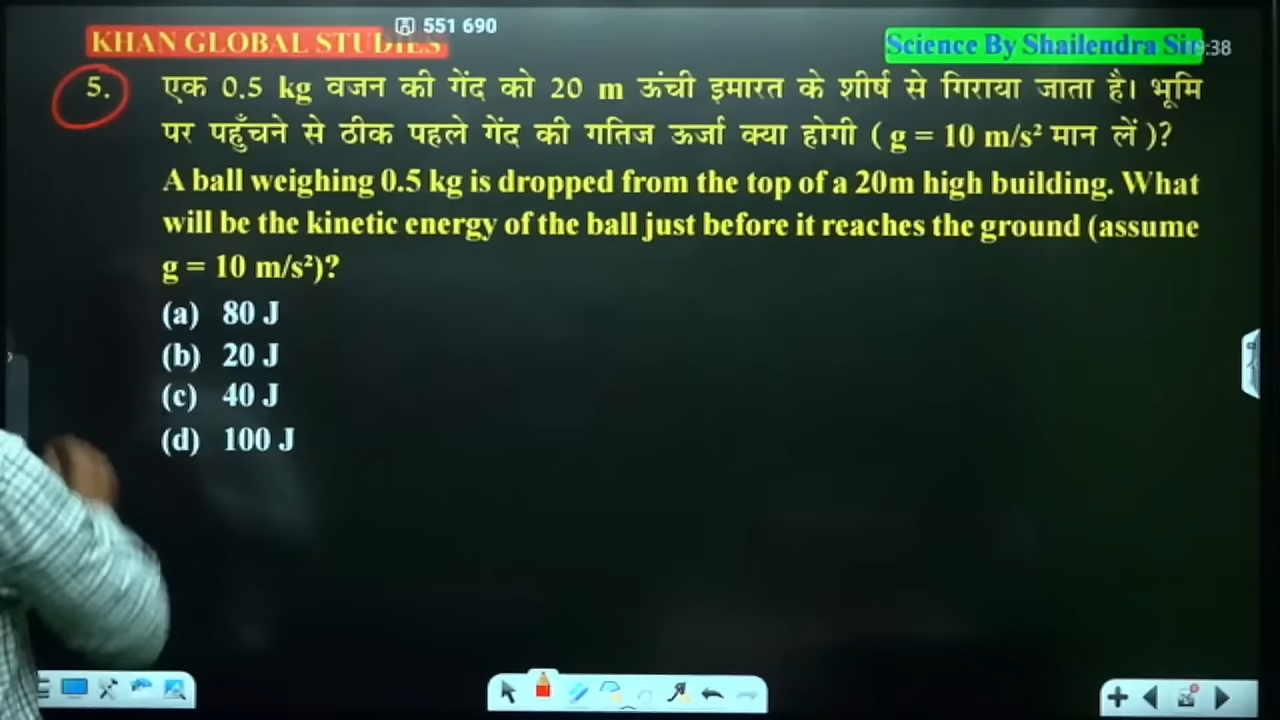 551 690
KHAN GLOBAL STUDIES
Science By Shailendra Sir
9:38
5. एक 0.5 kg वजन की गेंद को 20 m ऊंची इमारत के शीर्ष से गिराया जाता है। भूमि
पर पहुँचने से ठीक पहले गेंद की गतिज ऊर्जा क्या होगी ( g = 10 m/s² मान लें )?
A ball weighing 0.5 kg is dropped from the top of a 20m high building. What
will be the kinetic energy of the ball just before it reaches the ground (assume
g = 10 m/s²)?
(a) 80 J
(b) 20 J
(c) 40 J
(d) 100 J